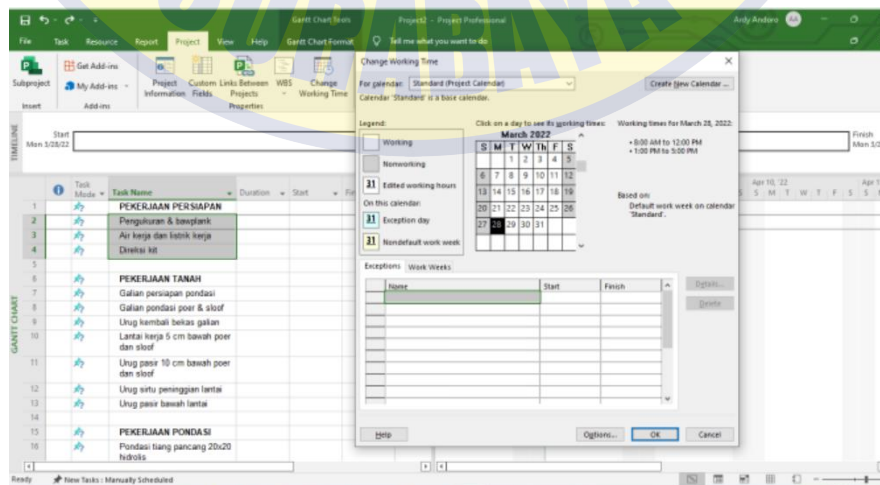 Gantt Chart Tools
Project2 - Project Professional
Andy Andoro AA
File Task Resource Report Project View Help Gantt Chart Format Tell me what you want to do
Subproject
Get Add-ins
My Add-ins
Project Information
Custom Fields
Links Between Projects
WBS
Change Working Time
Insert
Add-ins
Properties
TIMELINE
Start
Mon 3/28/22
Finish
Apr 10, '22
S S M T W T F S
Task Mode
Task Name
Duration
Start
1 PEKERJAAN PERSIAPAN
2 Pengukuran & bawplank
3 Air kerja dan listrik kerja
4 Direksi kit
5
6 PEKERJAAN TANAH
7 Galian persiapan pondasi
8 Galian pondasi poer & sloof
9 Urug kembali bekas galian
10 Lantai kerja 5 cm bawah poer dan sloof
11 Urug pasir 10 cm bawah poer dan sloof
12 Urug sirtu peninggian lantai
13 Urug pasir bawah lantai
14
15 PEKERJAAN PONDASI
16 Pondasi tiang pancang 20x20 hidrolis
GANTT CHART
Change Working Time
For calendar: Standard (Project Calendar)
Create New Calendar ...
Calendar 'Standard' is a base calendar.
Legend:
Working
Nonworking
31 Edited working hours
On this calendar:
31 Exception day
31 Nondefault work week
Click on a day to see its working times:
March 2022
S M T W Th F S
1 2 3 4 5
6 7 8 9 10 11 12
13 14 15 16 17 18 19
20 21 22 23 24 25 26
27 28 29 30 31
Working times for March 28, 2022:
• 8:00 AM to 12:00 PM
• 1:00 PM to 5:00 PM
Based on:
Default work week on calendar 'Standard'.
Exceptions Work Weeks
Name Start Finish
Details...
Delete
Help
Options...
OK
Cancel
Ready
New Tasks : Manually Scheduled